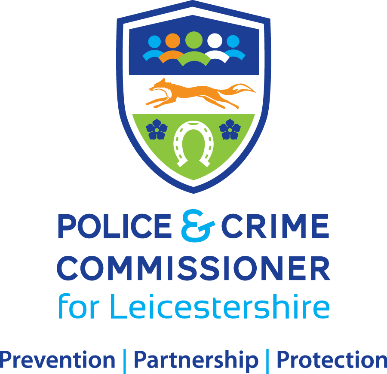 POLICE & CRIME
COMMISSIONER
for Leicestershire
Prevention | Partnership | Protection